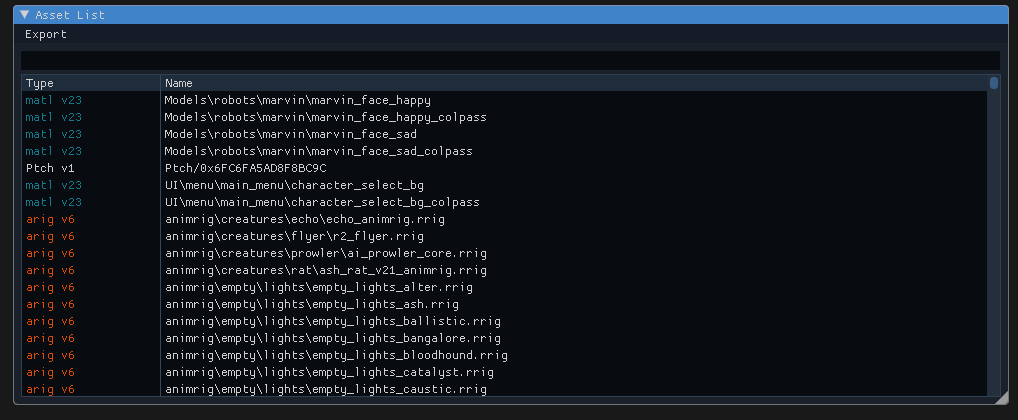 Asset List
Export
Type Name
matl v23 Models\robots\marvin\marvin_face_happy
matl v23 Models\robots\marvin\marvin_face_happy_colpass
matl v23 Models\robots\marvin\marvin_face_sad
matl v23 Models\robots\marvin\marvin_face_sad_colpass
Ptch v1 Ptch/0x6FC6FA5AD8F8BC9C
matl v23 UI\menu\main_menu\character_select_bg
matl v23 UI\menu\main_menu\character_select_bg_colpass
arig v6 animrig\creatures\echo\echo_animrig.rrig
arig v6 animrig\creatures\flyer\r2_flyer.rrig
arig v6 animrig\creatures\prowler\ai_prowler_core.rrig
arig v6 animrig\creatures\rat\ash_rat_v21_animrig.rrig
arig v6 animrig\empty\lights\empty_lights_alter.rrig
arig v6 animrig\empty\lights\empty_lights_ash.rrig
arig v6 animrig\empty\lights\empty_lights_ballistic.rrig
arig v6 animrig\empty\lights\empty_lights_bangalore.rrig
arig v6 animrig\empty\lights\empty_lights_bloodhound.rrig
arig v6 animrig\empty\lights\empty_lights_catalyst.rrig
arig v6 animrig\empty\lights\empty_lights_caustic.rrig